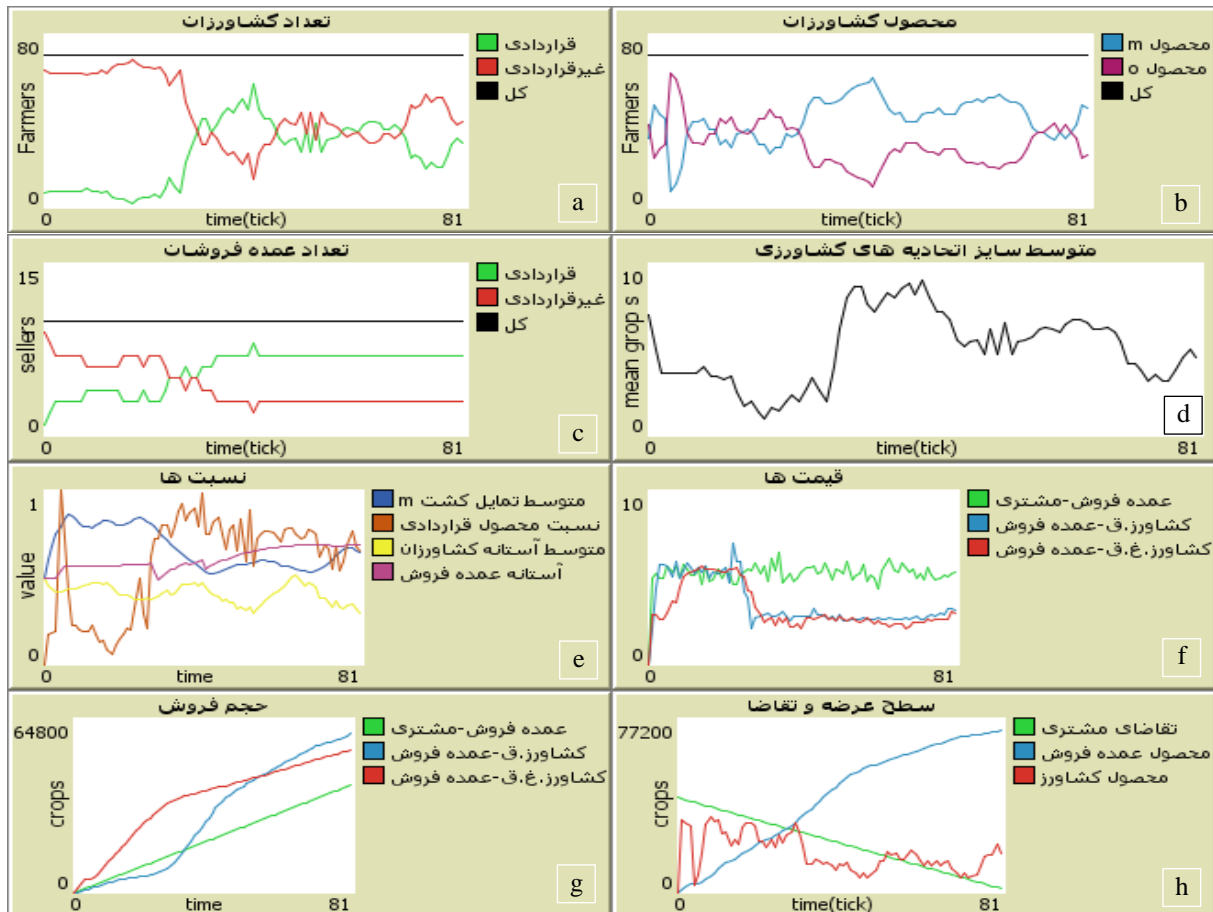 تعداد کشاورزان
80
Farmers
0
0
time(tick)
81
قراردادی
غیرقراردادی
کل
a
محصول کشاورزان
80
Farmers
0
0
time(tick)
81
محصول m
محصول o
کل
b
تعداد عمده فروشان
15
sellers
0
0
time(tick)
81
قراردادی
غیرقراردادی
کل
c
متوسط سایز اتحادیه های کشاورزی
10
mean grop s
0
0
81
d
نسبت ها
1
value
0
0
time
81
متوسط تمایل کشت m
نسبت محصول قراردادی
متوسط آستانه کشاورزان
آستانه عمده فروش
e
قیمت ها
10
0
0
81
عمده فروش-مشتری
کشاورز.ق-عمده فروش
کشاورز.غ.ق-عمده فروش
f
حجم فروش
64800
crops
0
0
time
81
عمده فروش-مشتری
کشاورز.ق-عمده فروش
کشاورز.غ.ق-عمده فروش
g
سطح عرضه و تقاضا
77200
crops
0
0
time(tick)
81
تقاضای مشتری
محصول عمده فروش
محصول کشاورز
h